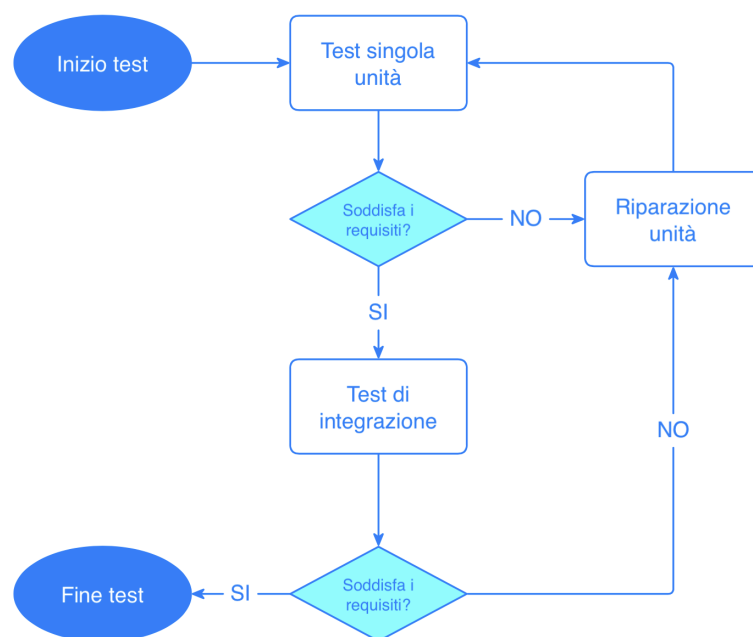 Inizio test
Test singola
unità
Soddisfa i
requisiti?
NO
Riparazione
unità
SI
Test di
integrazione
NO
Fine test
SI
Soddisfa i
requisiti?